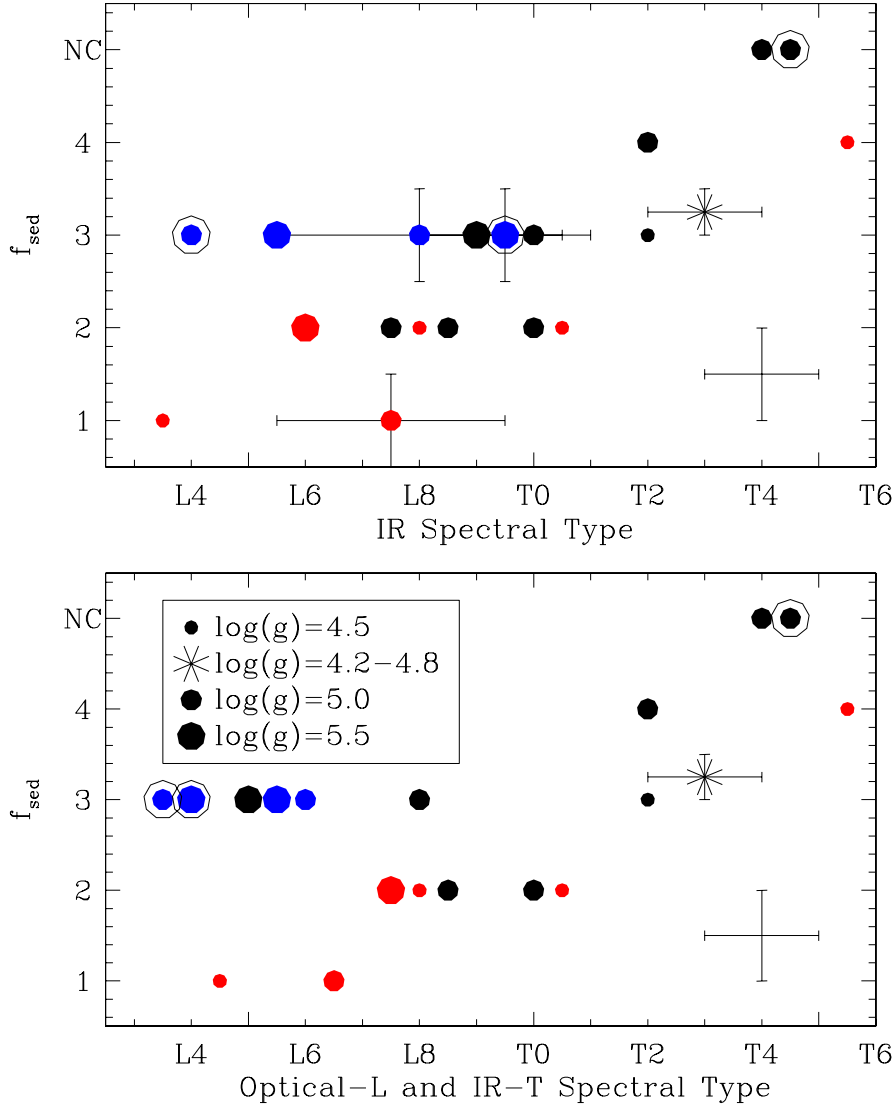 NC
4
3
2
1
f_sed
L4 L6 L8 T0 T2 T4 T6
IR Spectral Type
NC
4
3
2
1
f_sed
log(g)=4.5
log(g)=4.2-4.8
log(g)=5.0
log(g)=5.5
L4 L6 L8 T0 T2 T4 T6
Optical-L and IR-T Spectral Type